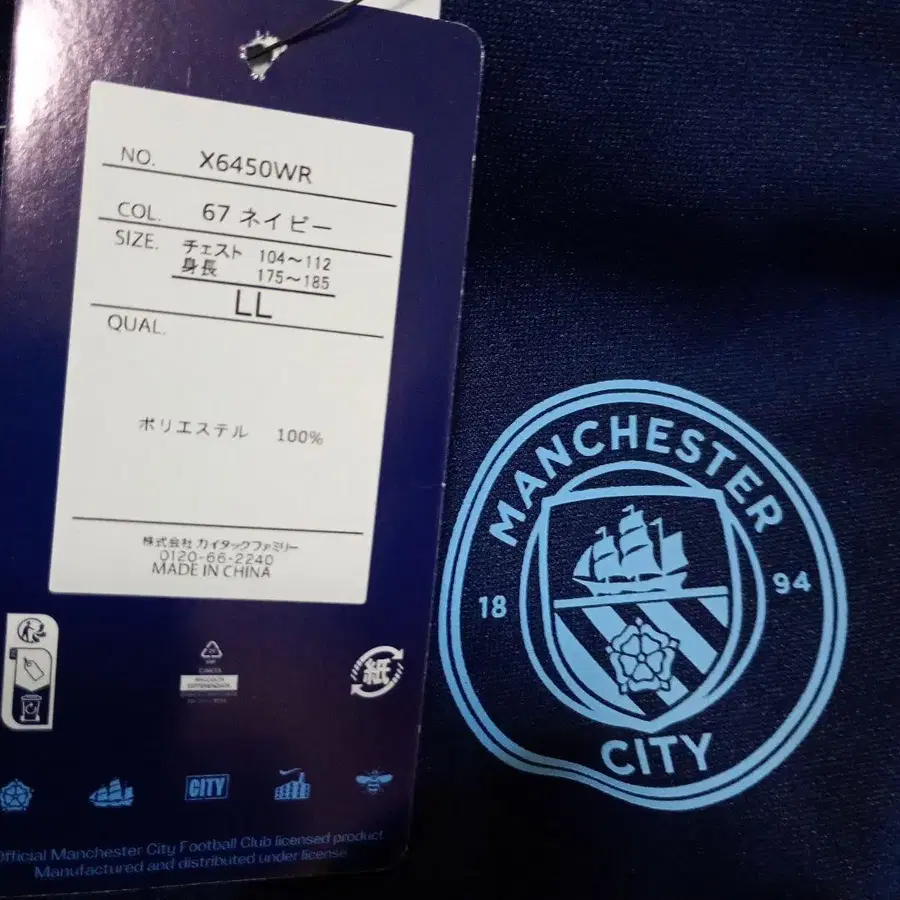 NO. X6450WR
COL. 67 ネイビー
SIZE. チェスト 104～112
身長 175～185
LL
QUAL.
ポリエステル 100%
株式会社 カイタックファミリー
0120-66-2240
MADE IN CHINA
紙
CITY
Official Manchester City Football Club licensed product
Manufactured and distributed under license
MANCHESTER
18 94
CITY